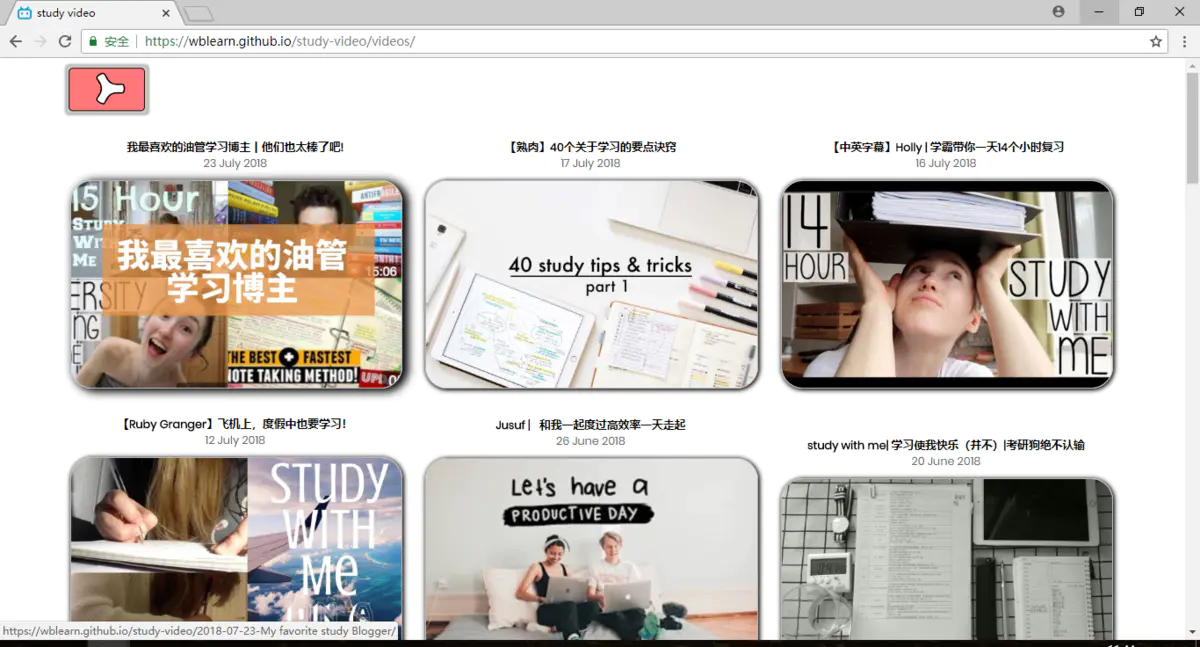 study video
安全
https://wblearn.github.io/study-video/videos/
我最喜欢的油管学习博主 | 他们也太棒了吧!
23 July 2018
15 Hour
STUDY
WITH
ME
我最喜欢的油管
学习博主
15:06
THE BEST + FASTEST
NOTE TAKING METHOD!
【熟肉】40个关于学习的要点诀窍
17 July 2018
40 study tips & tricks
part 1
【中英字幕】Holly | 学霸带你一天14个小时复习
16 July 2018
14
HOUR
STUDY
WITH
ME
【Ruby Granger】飞机上，度假中也要学习！
12 July 2018
STUDY
WITH
Me
Jusuf | 和我一起度过高效率一天走起
26 June 2018
Let's have a
PRODUCTIVE DAY
study with me| 学习使我快乐（并不）|考研狗绝不认输
20 June 2018
https://wblearn.github.io/study-video/2018-07-23-My favorite study Blogger/